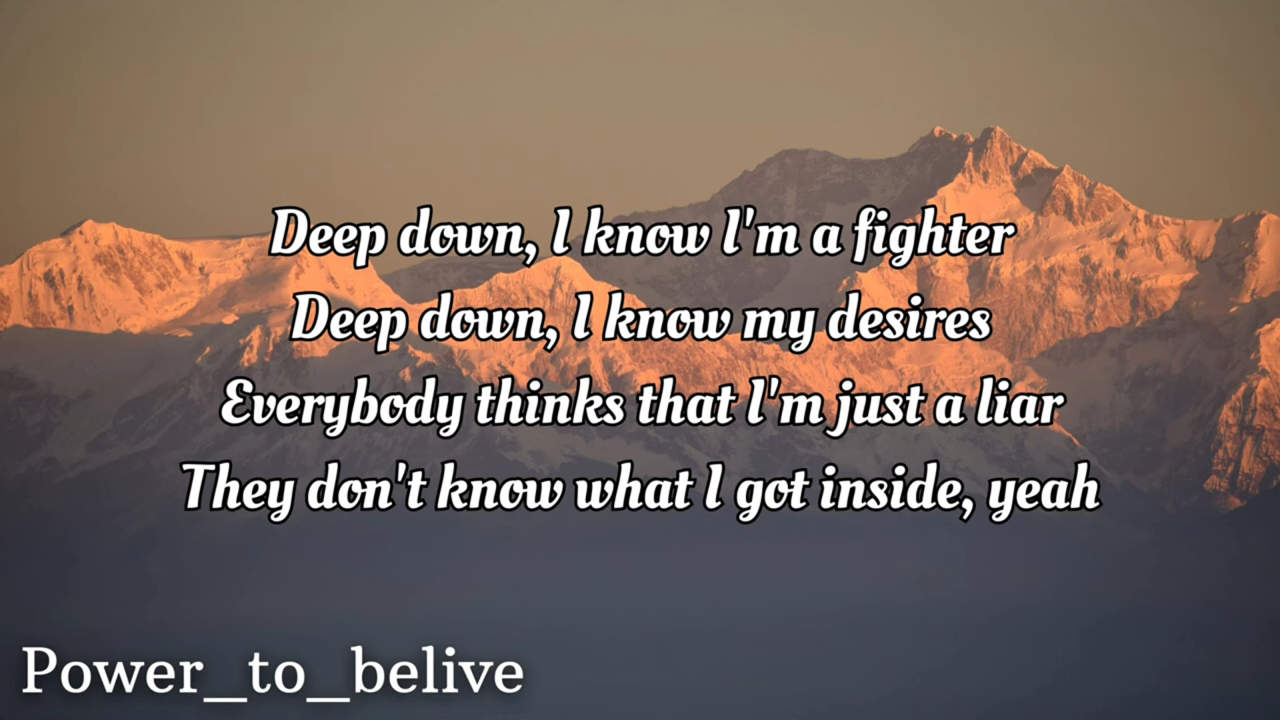 Deep down, I know I'm a fighter
Deep down, I know my desires
Everybody thinks that I'm just a liar
They don't know what I got inside, yeah
Power_to_belive